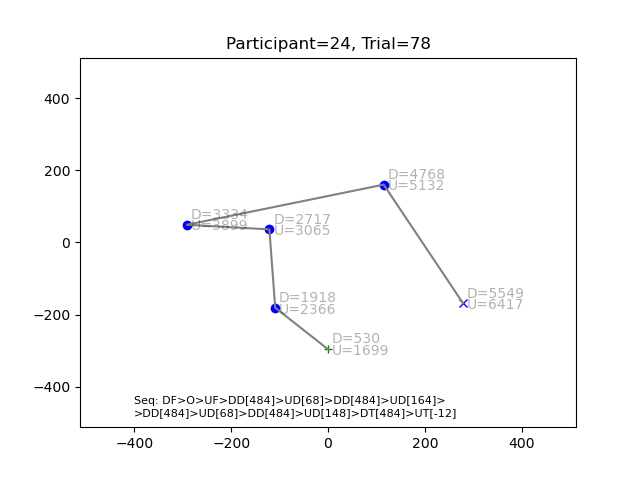 Participant=24, Trial=78
400
200
0
−200
−400
D=4768
U=5132
D=3334
U=3899
D=2717
U=3065
D=5549
U=6417
D=1918
U=2366
D=530
U=1699
Seq: DF>O>UF>DD[484]>UD[68]>DD[484]>UD[164]>
>DD[484]>UD[68]>DD[484]>UD[148]>DT[484]>UT[-12]
−400 −200 0 200 400